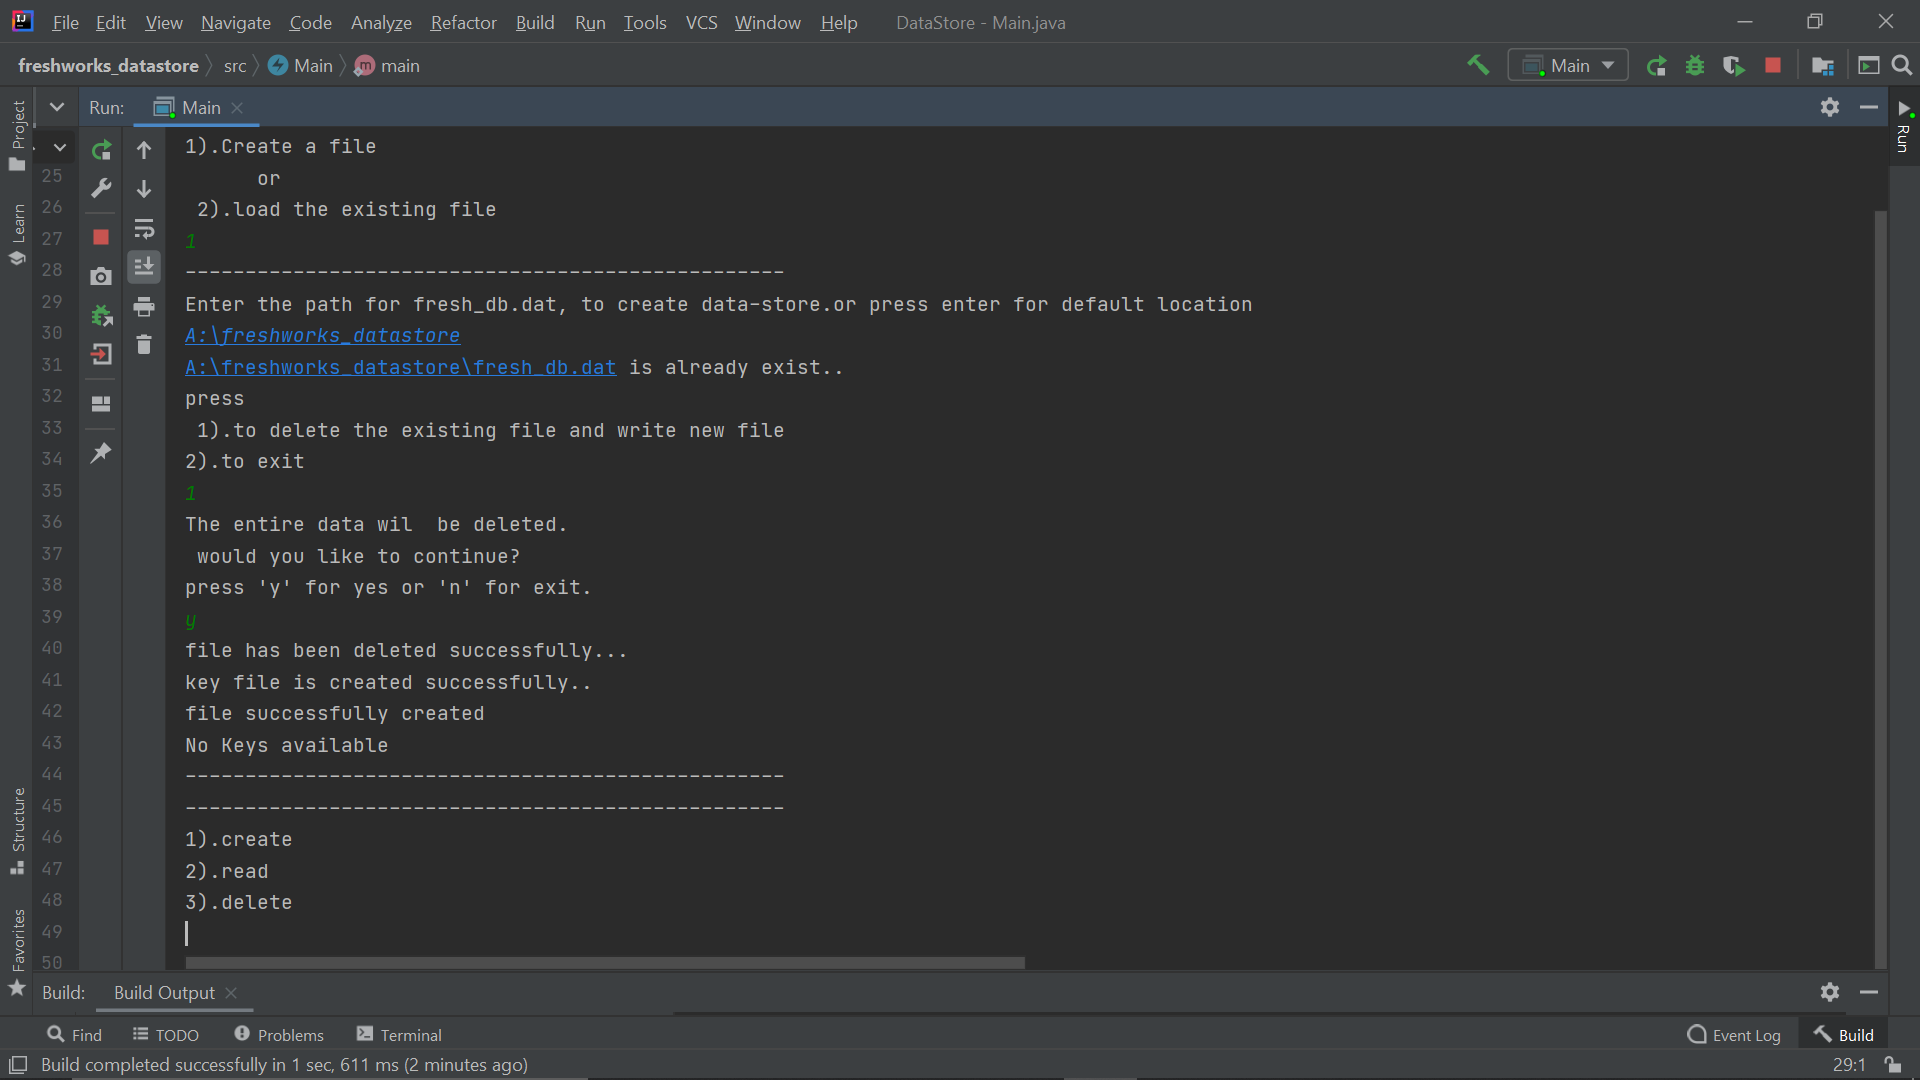 File Edit View Navigate Code Analyze Refactor Build Run Tools VCS Window Help DataStore - Main.java
freshworks_datastore src Main m main Main
Project
Learn
Structure
Favorites
Run: Main
Run
25
26
27
28
29
30
31
32
33
34
35
36
37
38
39
40
41
42
43
44
45
46
47
48
49
50
1).Create a file
or
2).load the existing file
1
--------------------------------------------------
Enter the path for fresh_db.dat, to create data-store.or press enter for default location
A:\freshworks_datastore
A:\freshworks_datastore\fresh_db.dat is already exist..
press
1).to delete the existing file and write new file
2).to exit
1
The entire data wil  be deleted.
would you like to continue?
press 'y' for yes or 'n' for exit.
y
file has been deleted successfully...
key file is created successfully..
file successfully created
No Keys available
--------------------------------------------------
--------------------------------------------------
1).create
2).read
3).delete
Build: Build Output
Find TODO Problems Terminal Event Log Build
Build completed successfully in 1 sec, 611 ms (2 minutes ago) 29:1